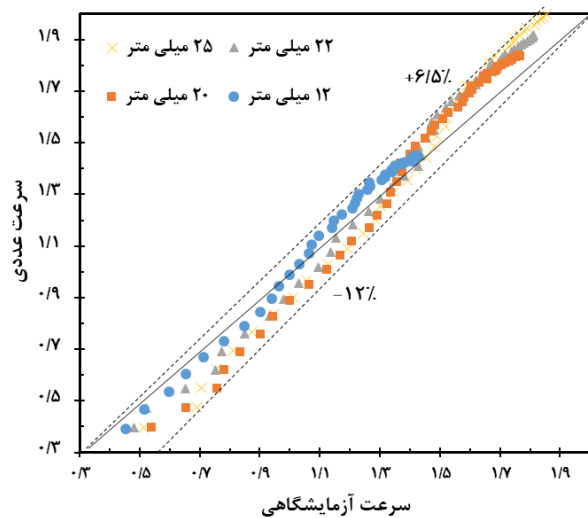 ۱/۹
۲۵ میلی متر
۲۲ میلی متر
۲۰ میلی متر
۱۲ میلی متر
+۶/۵٪
۱/۷
۱/۵
۱/۳
۱/۱
۰/۹
۰/۷
۰/۵
۰/۳
−۱۲٪
سرعت عددی
۰/۳ ۰/۵ ۰/۷ ۰/۹ ۱/۱ ۱/۳ ۱/۵ ۱/۷ ۱/۹
سرعت آزمایشگاهی